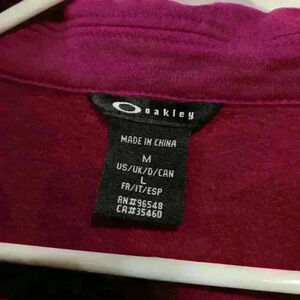 Oakley
MADE IN CHINA
M
US/UK/D/CAN
L
FR/IT/ESP
RN#96548
CA#35460